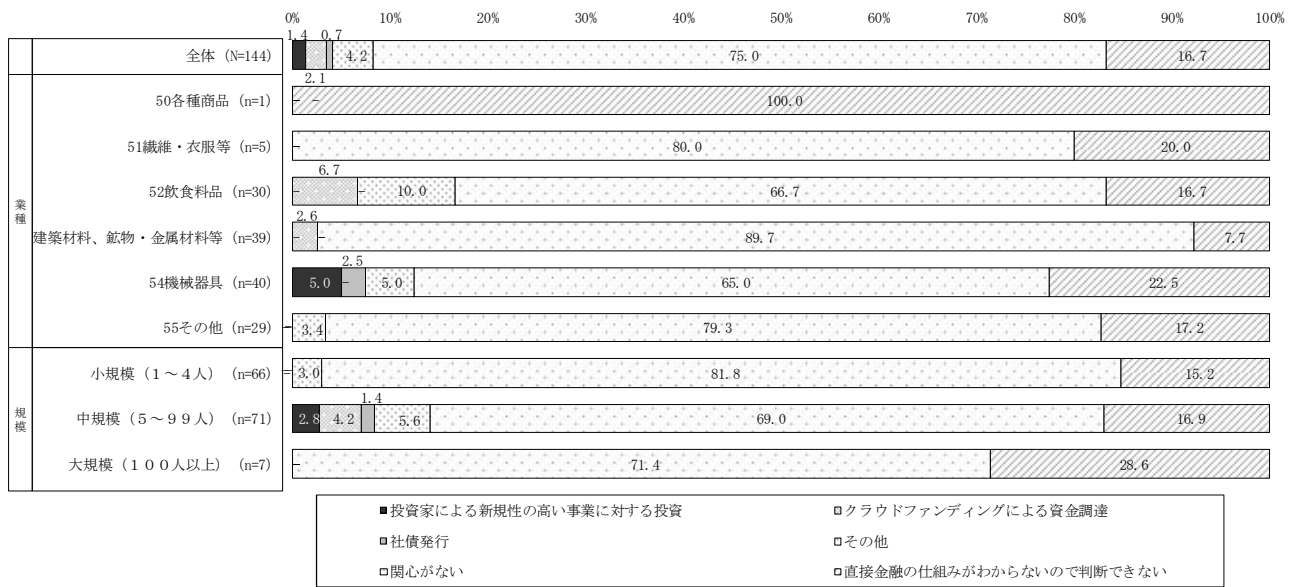 0% 10% 20% 30% 40% 50% 60% 70% 80% 90% 100%
業種
規模
全体 (N=144) 1.4 2.1 0.7 4.2 75.0 16.7
50各種商品 (n=1) 100.0
51繊維・衣服等 (n=5) 80.0 20.0
52飲食料品 (n=30) 6.7 10.0 66.7 16.7
建築材料、鉱物・金属材料等 (n=39) 2.6 89.7 7.7
54機械器具 (n=40) 5.0 2.5 5.0 65.0 22.5
55その他 (n=29) 3.4 79.3 17.2
小規模（１～４人） (n=66) 3.0 81.8 15.2
中規模（５～９９人） (n=71) 2.8 4.2 1.4 5.6 69.0 16.9
大規模（１００人以上） (n=7) 71.4 28.6
投資家による新規性の高い事業に対する投資 クラウドファンディングによる資金調達
社債発行 その他
関心がない 直接金融の仕組みがわからないので判断できない